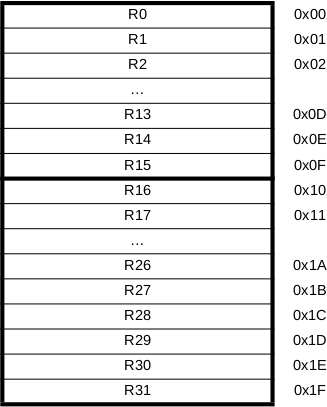 R0 0x00
R1 0x01
R2 0x02
...
R13 0x0D
R14 0x0E
R15 0x0F
R16 0x10
R17 0x11
...
R26 0x1A
R27 0x1B
R28 0x1C
R29 0x1D
R30 0x1E
R31 0x1F